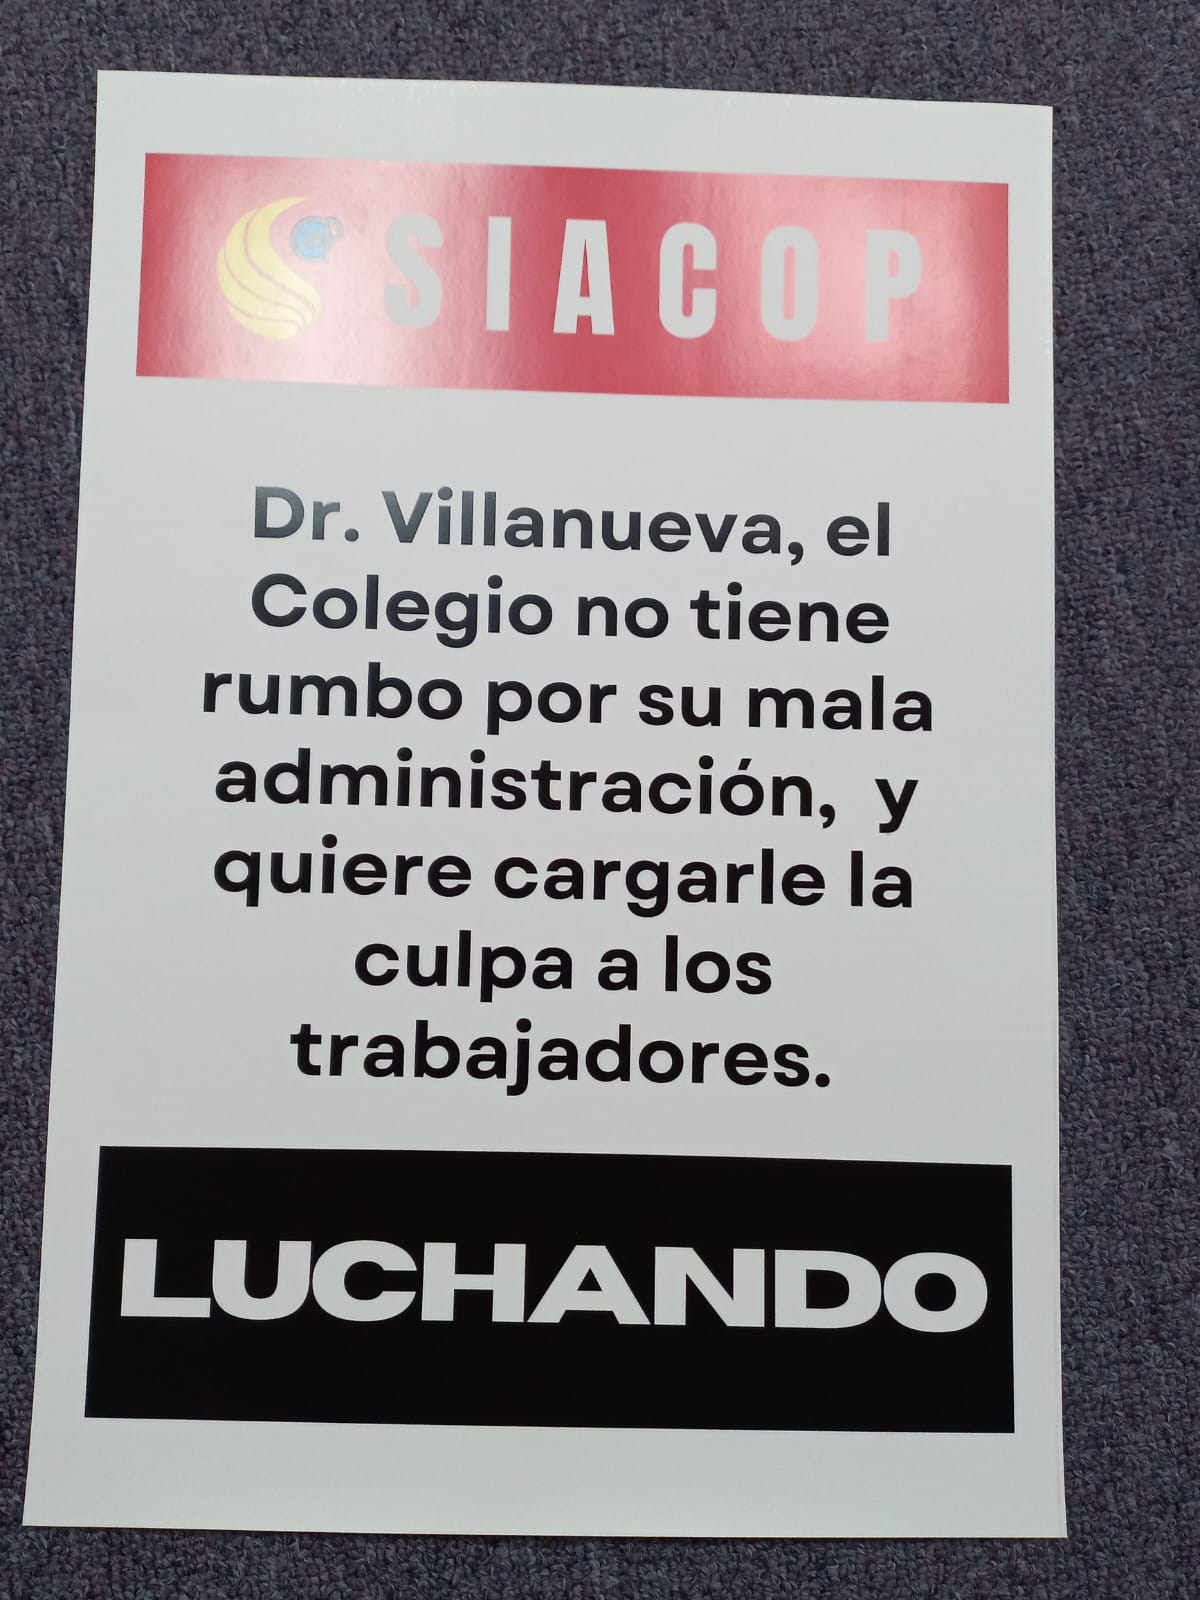 SIACOP
Dr. Villanueva, el
Colegio no tiene
rumbo por su mala
administración, y
quiere cargarle la
culpa a los
trabajadores.
LUCHANDO